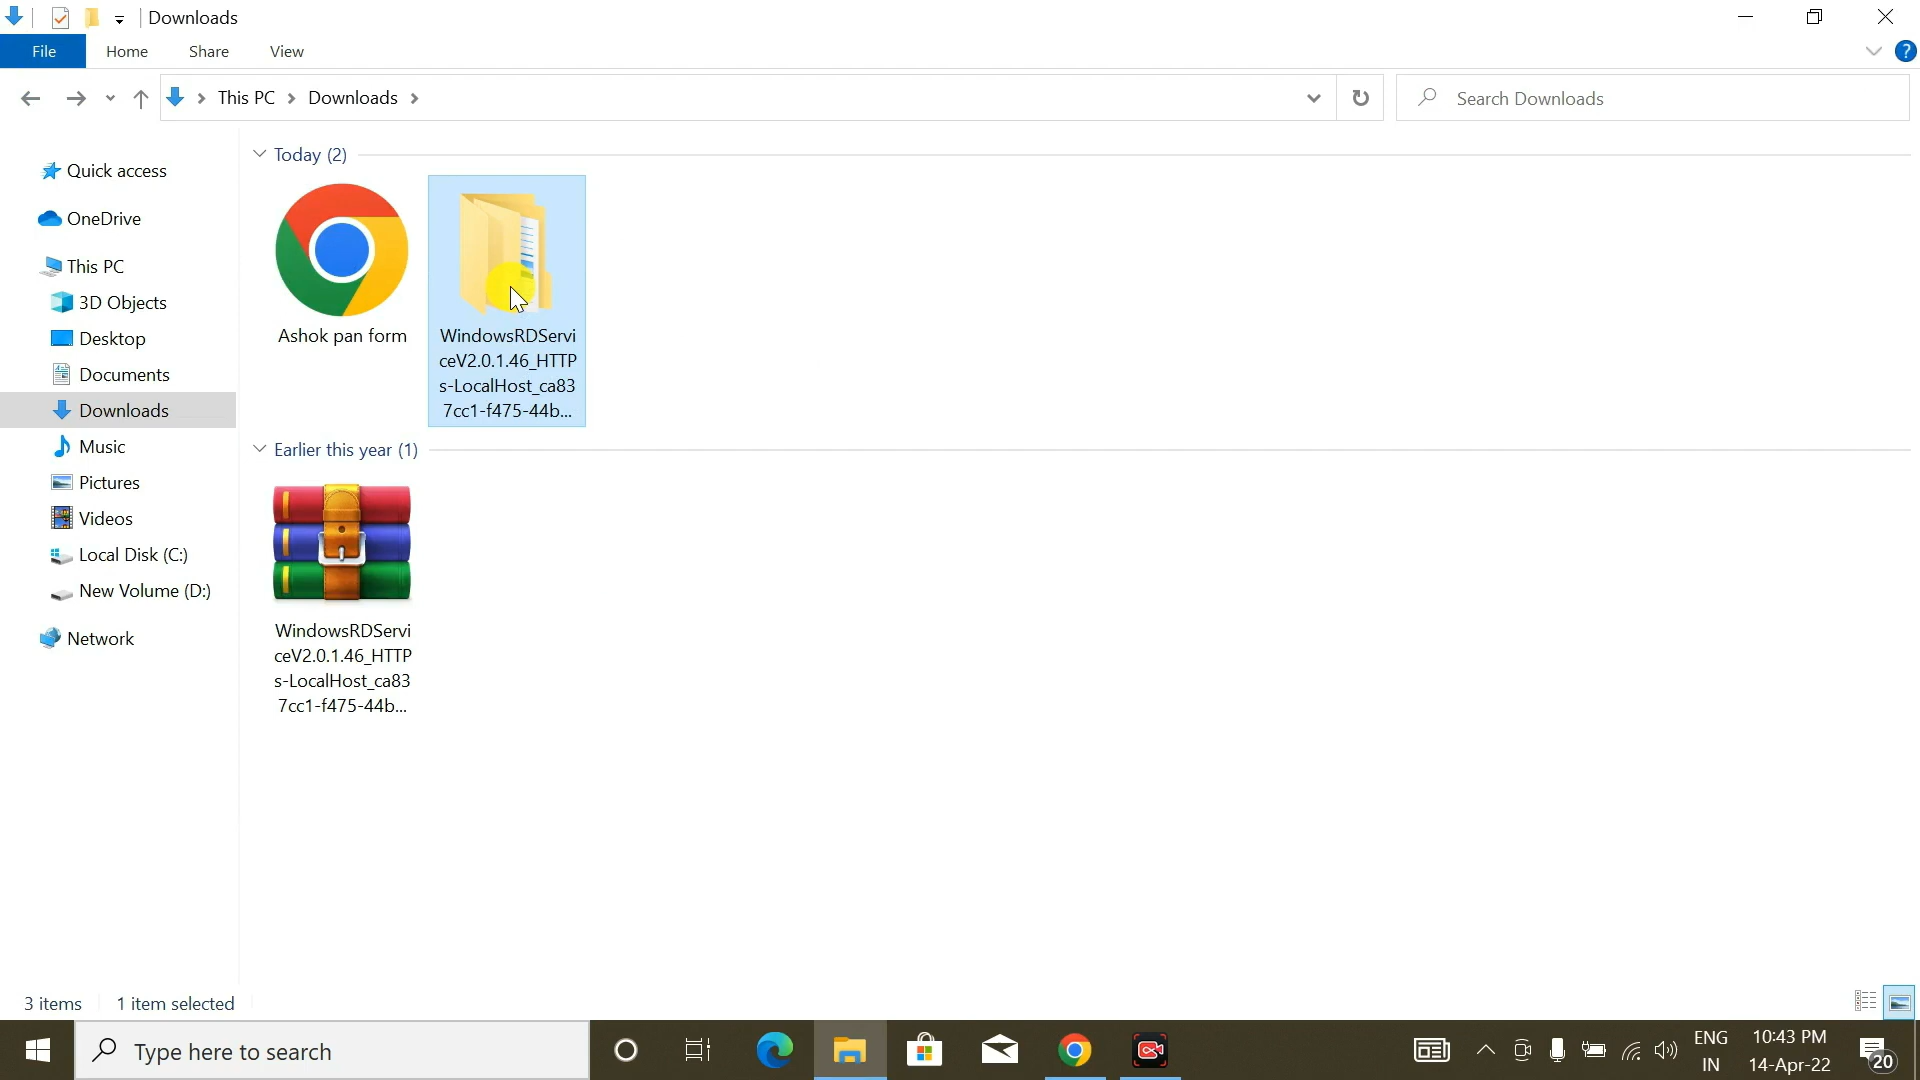 Downloads
File Home Share View
This PC Downloads
Search Downloads
Quick access
OneDrive
This PC
3D Objects
Desktop
Documents
Downloads
Music
Pictures
Videos
Local Disk (C:)
New Volume (D:)
Network
Today (2)
Ashok pan form
WindowsRDServi
ceV2.0.1.46_HTTP
s-LocalHost_ca83
7cc1-f475-44b...
Earlier this year (1)
WindowsRDServi
ceV2.0.1.46_HTTP
s-LocalHost_ca83
7cc1-f475-44b...
3 items 1 item selected
Type here to search
ENG
IN
10:43 PM
14-Apr-22
20